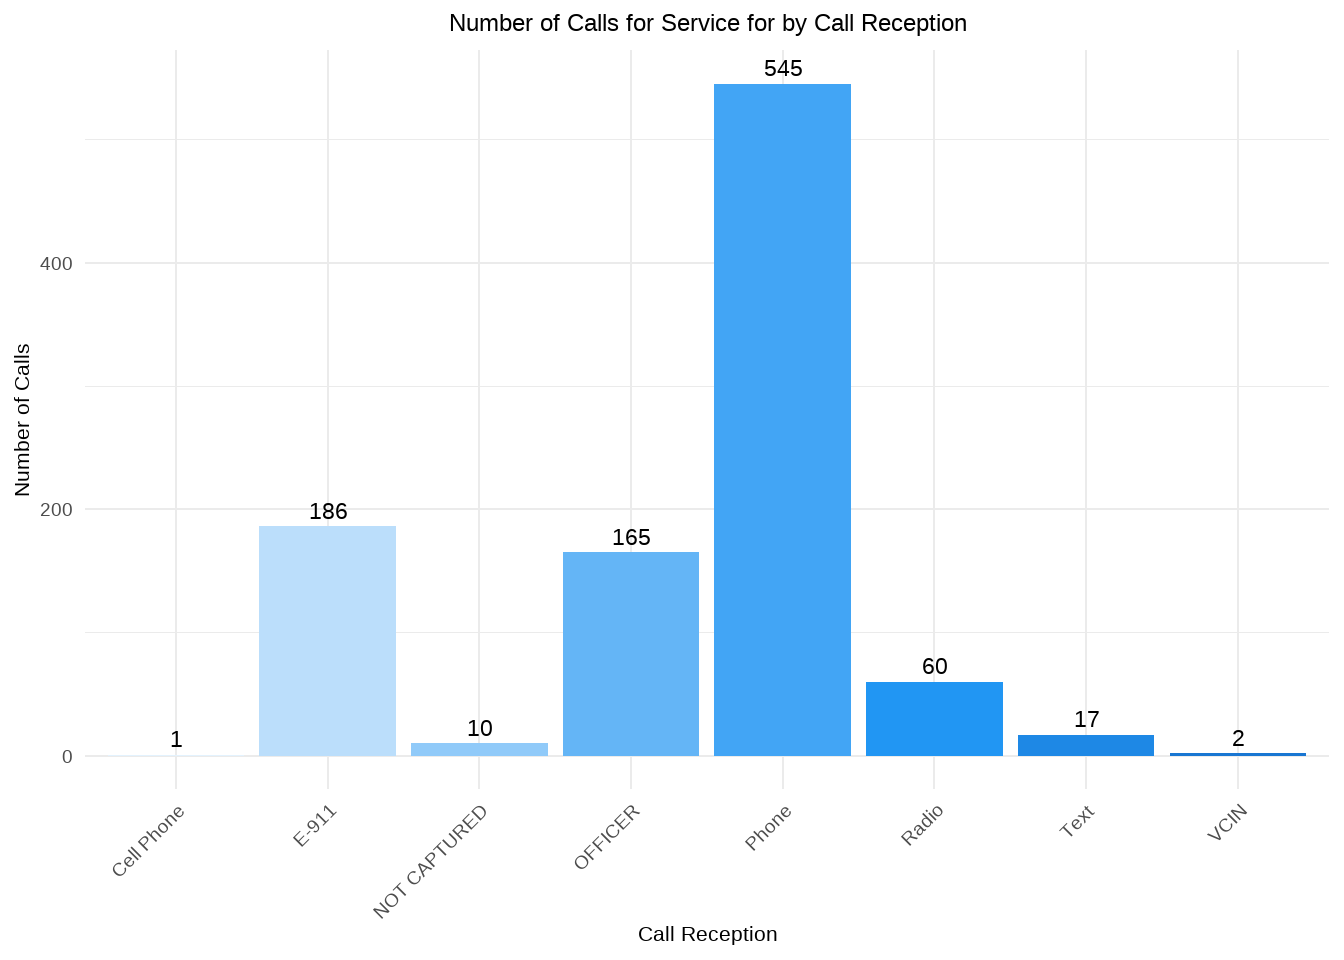 Number of Calls for Service for by Call Reception
545
400
Number of Calls
200
186
165
60
17
10
2
1
0
Cell Phone
E-911
NOT CAPTURED
OFFICER
Phone
Radio
Text
VCIN
Call Reception